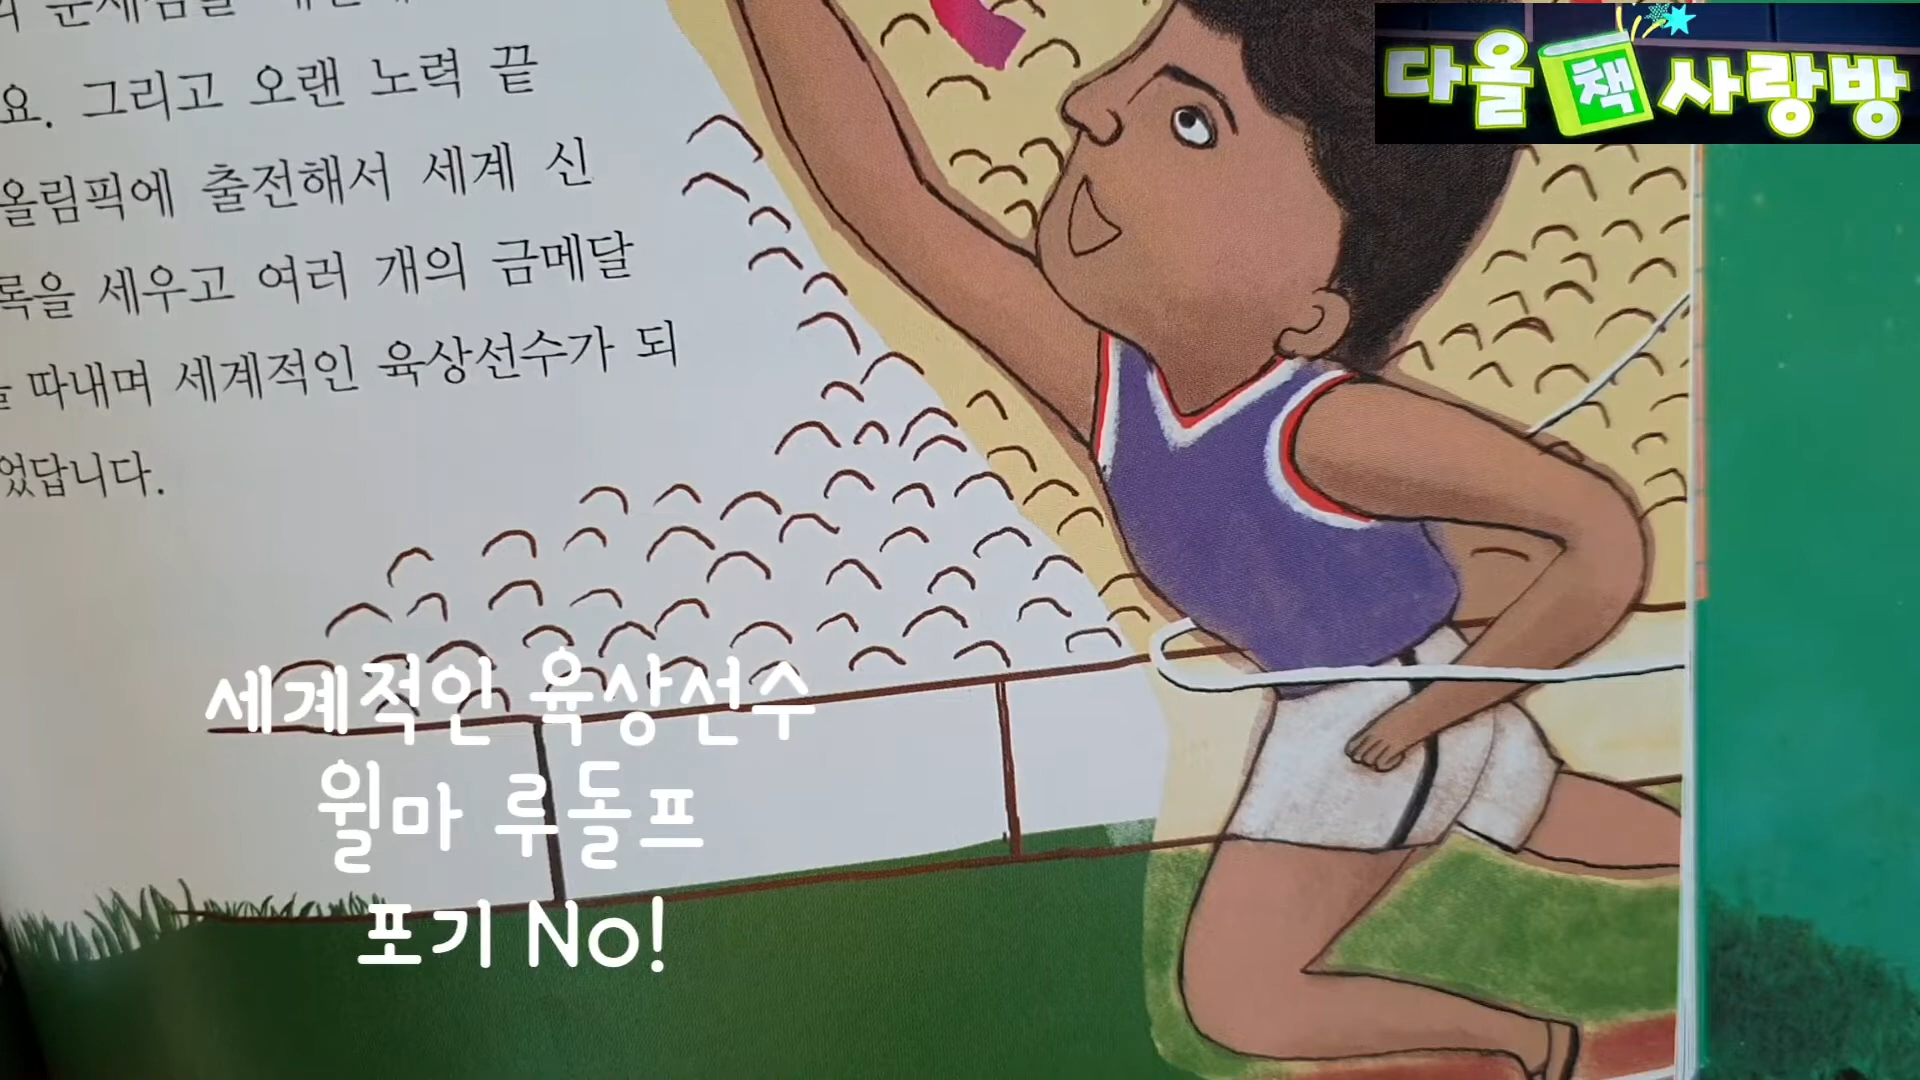 요. 그리고 오랜 노력 끝
올림픽에 출전해서 세계 신
록을 세우고 여러 개의 금메달
따내며 세계적인 육상선수가 되
었답니다.
다올 책 사랑방
세계적인 육상선수
윌마 루돌프
포기 No!